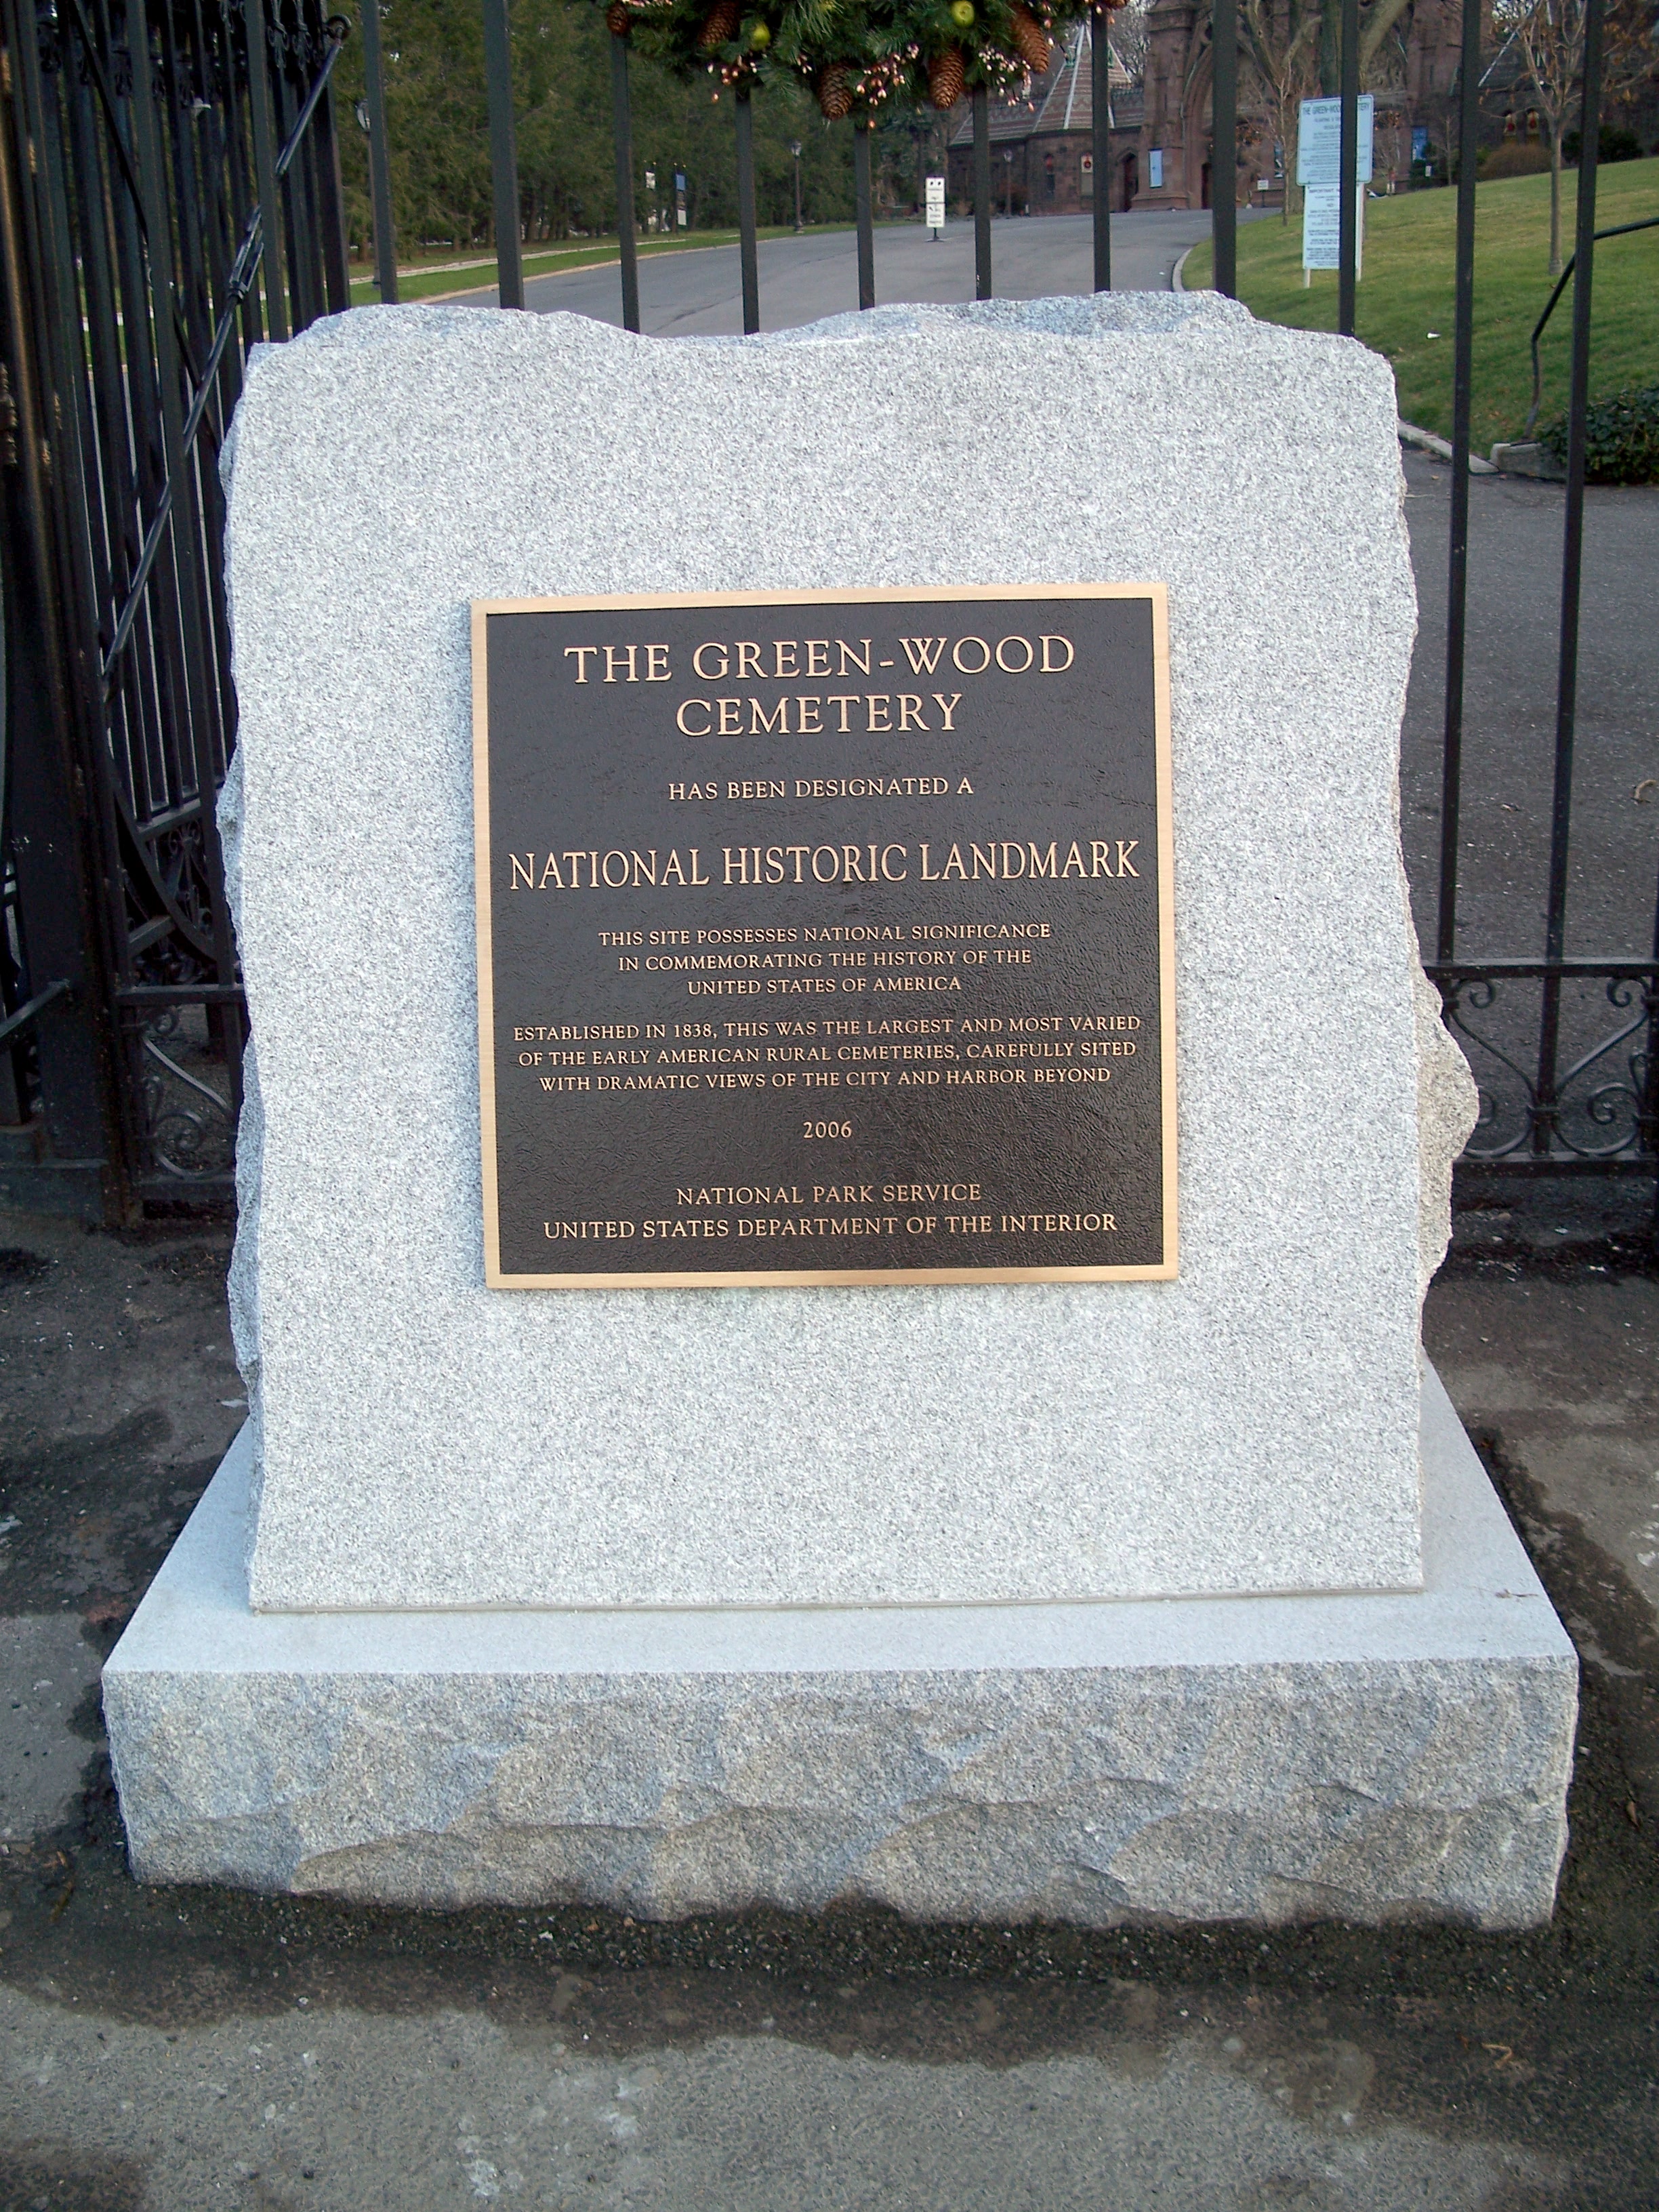 THE GREEN-WOOD
CEMETERY
HAS BEEN DESIGNATED A
NATIONAL HISTORIC LANDMARK
THIS SITE POSSESSES NATIONAL SIGNIFICANCE
IN COMMEMORATING THE HISTORY OF THE
UNITED STATES OF AMERICA
ESTABLISHED IN 1838, THIS WAS THE LARGEST AND MOST VARIED
OF THE EARLY AMERICAN RURAL CEMETERIES, CAREFULLY SITED
WITH DRAMATIC VIEWS OF THE CITY AND HARBOR BEYOND
2006
NATIONAL PARK SERVICE
UNITED STATES DEPARTMENT OF THE INTERIOR
THE GREEN-WOOD